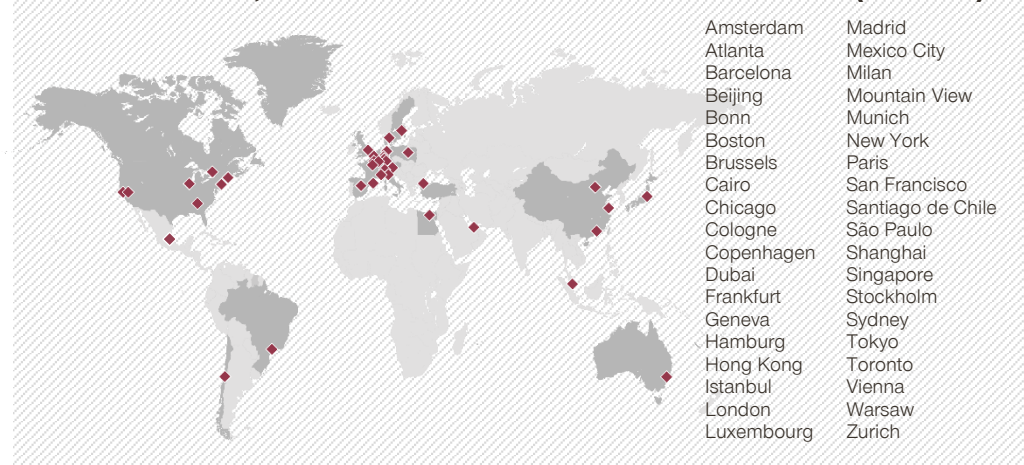 Amsterdam
Atlanta
Barcelona
Beijing
Bonn
Boston
Brussels
Cairo
Chicago
Cologne
Copenhagen
Dubai
Frankfurt
Geneva
Hamburg
Hong Kong
Istanbul
London
Luxembourg
Madrid
Mexico City
Milan
Mountain View
Munich
New York
Paris
San Francisco
Santiago de Chile
São Paulo
Shanghai
Singapore
Stockholm
Sydney
Tokyo
Toronto
Vienna
Warsaw
Zurich